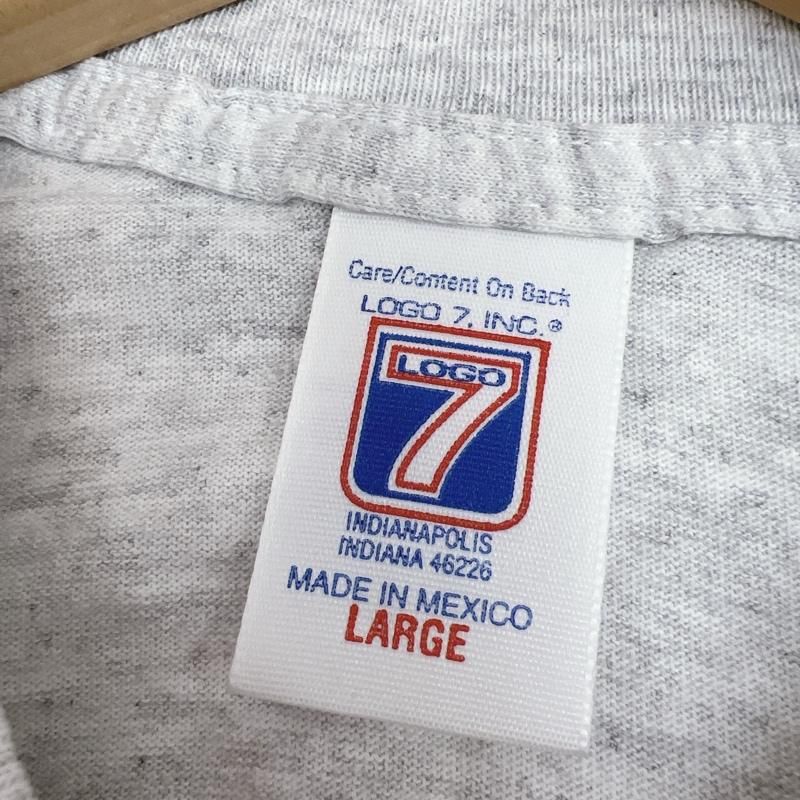 Care/Content On Back
LOGO 7, INC.®
LOGO
7
INDIANAPOLIS
INDIANA 46226
MADE IN MEXICO
LARGE